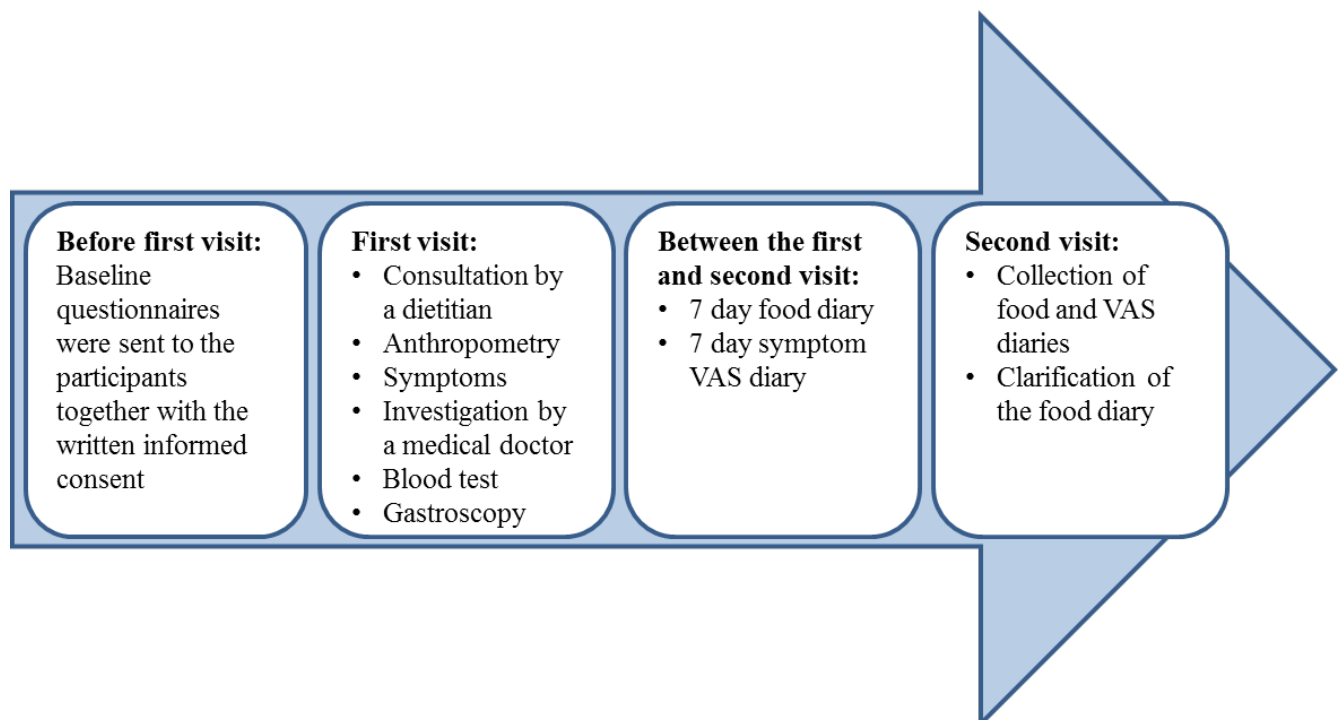 Before first visit:
Baseline
questionnaires
were sent to the
participants
together with the
written informed
consent
First visit:
• Consultation by
a dietitian
• Anthropometry
• Symptoms
• Investigation by
a medical doctor
• Blood test
• Gastroscopy
Between the first
and second visit:
• 7 day food diary
• 7 day symptom
VAS diary
Second visit:
• Collection of
food and VAS
diaries
• Clarification of
the food diary